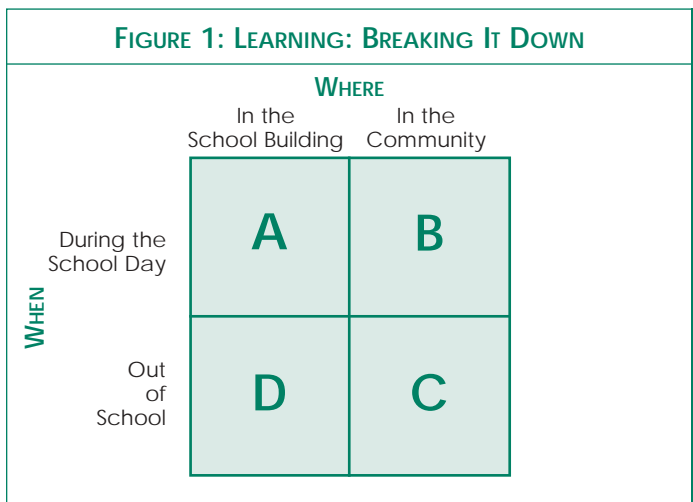 FIGURE 1: LEARNING: BREAKING IT DOWN
WHERE
In the
School Building
In the
Community
During the
School Day
A
B
WHEN
Out
of
School
D
C